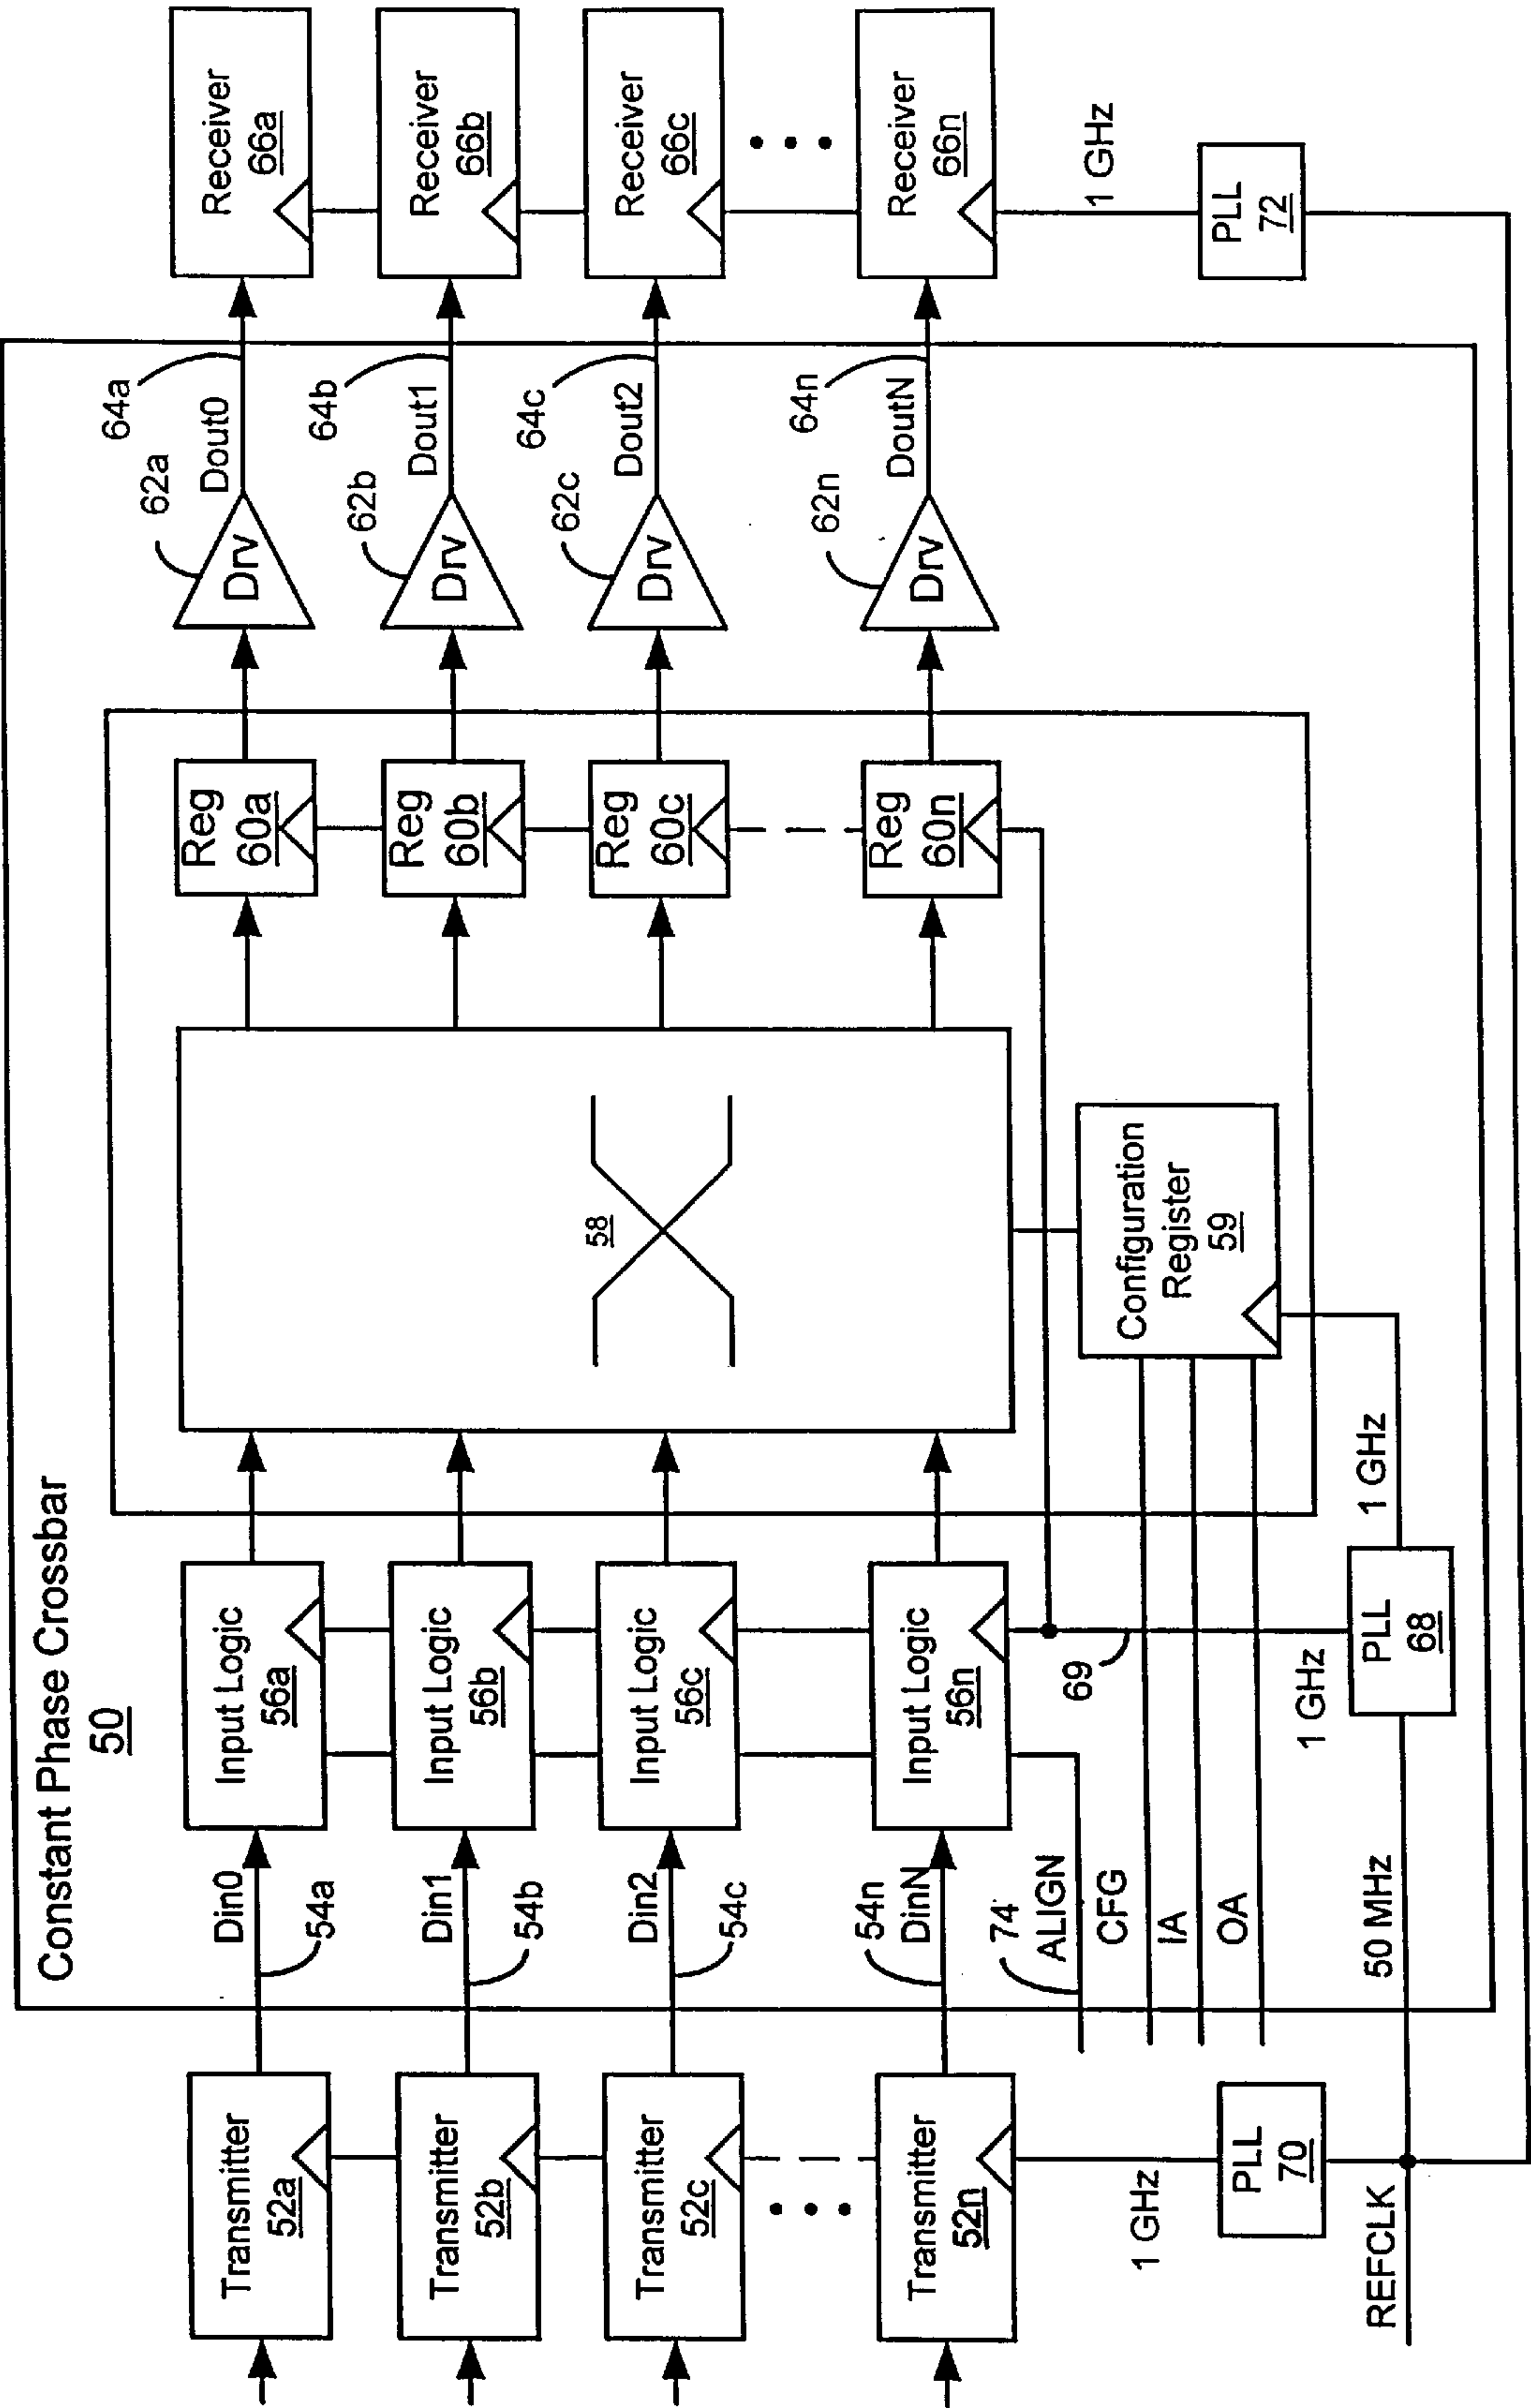 Constant Phase Crossbar
50
Transmitter
52a
Transmitter
52b
Transmitter
52c
Transmitter
52n
Din0
54a
Din1
54b
Din2
54c
54n
DinN
74
ALIGN
CFG
IA
OA
50 MHz
REFCLK
1 GHz
PLL
70
Input Logic
56a
Input Logic
56b
Input Logic
56c
Input Logic
56n
69
1 GHz
PLL
68
1 GHz
58
Configuration
Register
59
Reg
60a
Reg
60b
Reg
60c
Reg
60n
62a
Drv
62b
Drv
62c
Drv
62n
Drv
64a
Dout0
64b
Dout1
64c
Dout2
64n
DoutN
Receiver
66a
Receiver
66b
Receiver
66c
Receiver
66n
1 GHz
PLL
72